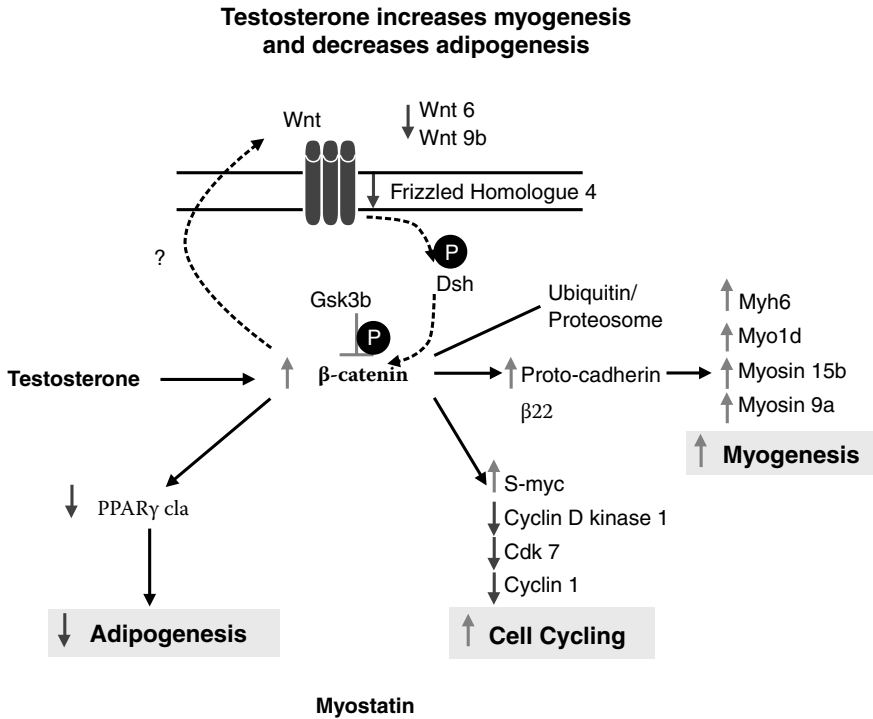 Testosterone increases myogenesis
and decreases adipogenesis
Wnt
Wnt 6
Wnt 9b
Frizzled Homologue 4
?
P
Dsh
Gsk3b
P
Ubiquitin/
Proteosome
Testosterone
β-catenin
Proto-cadherin
β22
Myh6
Myo1d
Myosin 15b
Myosin 9a
Myogenesis
PPARγ cla
S-myc
Cyclin D kinase 1
Cdk 7
Cyclin 1
Adipogenesis
Cell Cycling
Myostatin